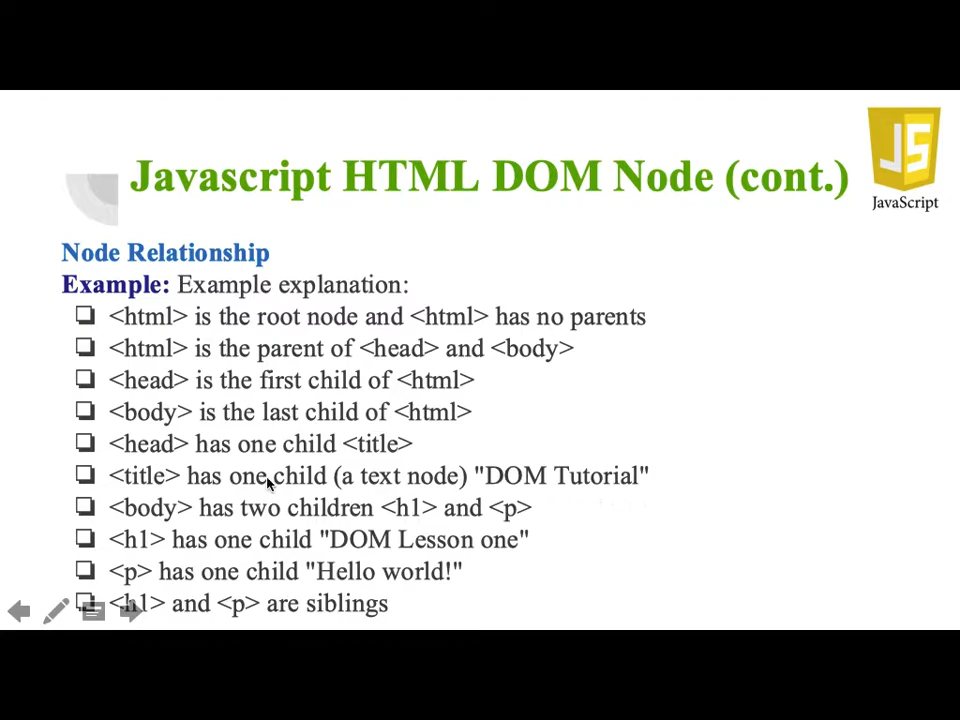 Javascript HTML DOM Node (cont.)
JS
JavaScript
Node Relationship
Example: Example explanation:
❏ <html> is the root node and <html> has no parents
❏ <html> is the parent of <head> and <body>
❏ <head> is the first child of <html>
❏ <body> is the last child of <html>
❏ <head> has one child <title>
❏ <title> has one child (a text node) "DOM Tutorial"
❏ <body> has two children <h1> and <p>
❏ <h1> has one child "DOM Lesson one"
❏ <p> has one child "Hello world!"
❏ <h1> and <p> are siblings